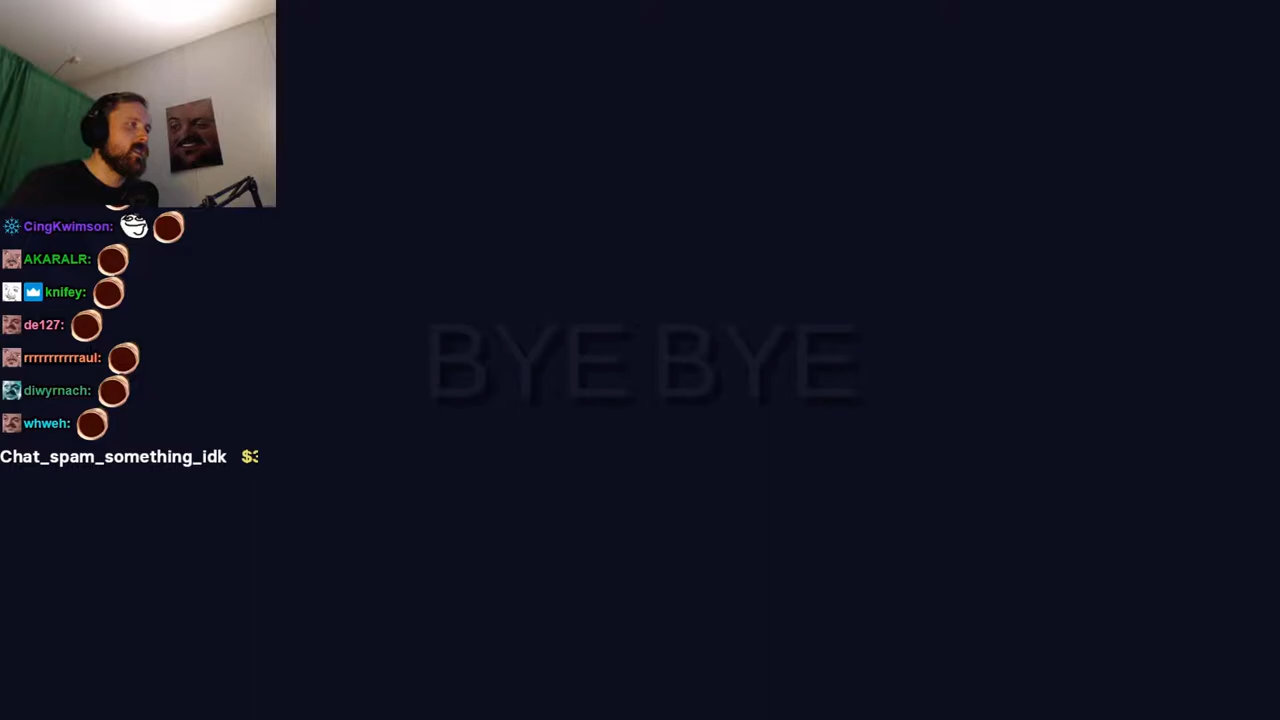 CingKwimson:
AKARALR:
knifey:
de127:
rrrrrrrrrrraul:
diwyrnach:
whweh:
Chat_spam_something_idk $3
BYE BYE